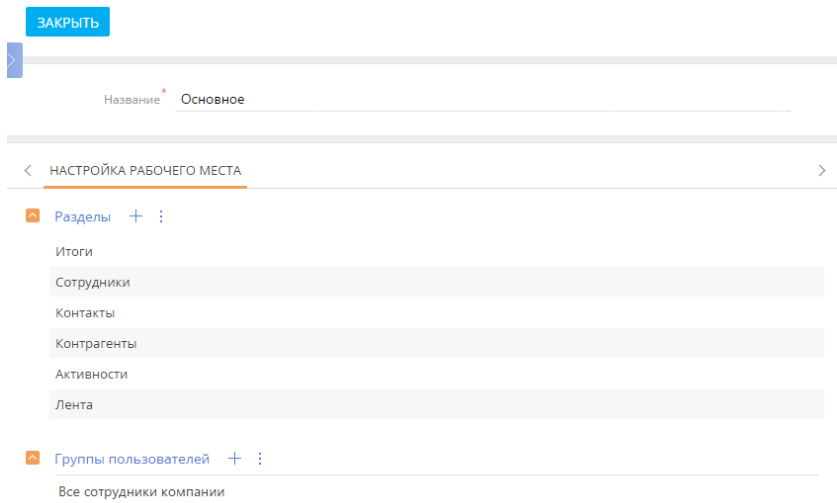 ЗАКРЫТЬ
Название* Основное
НАСТРОЙКА РАБОЧЕГО МЕСТА
Разделы
Итоги
Сотрудники
Контакты
Контрагенты
Активности
Лента
Группы пользователей
Все сотрудники компании